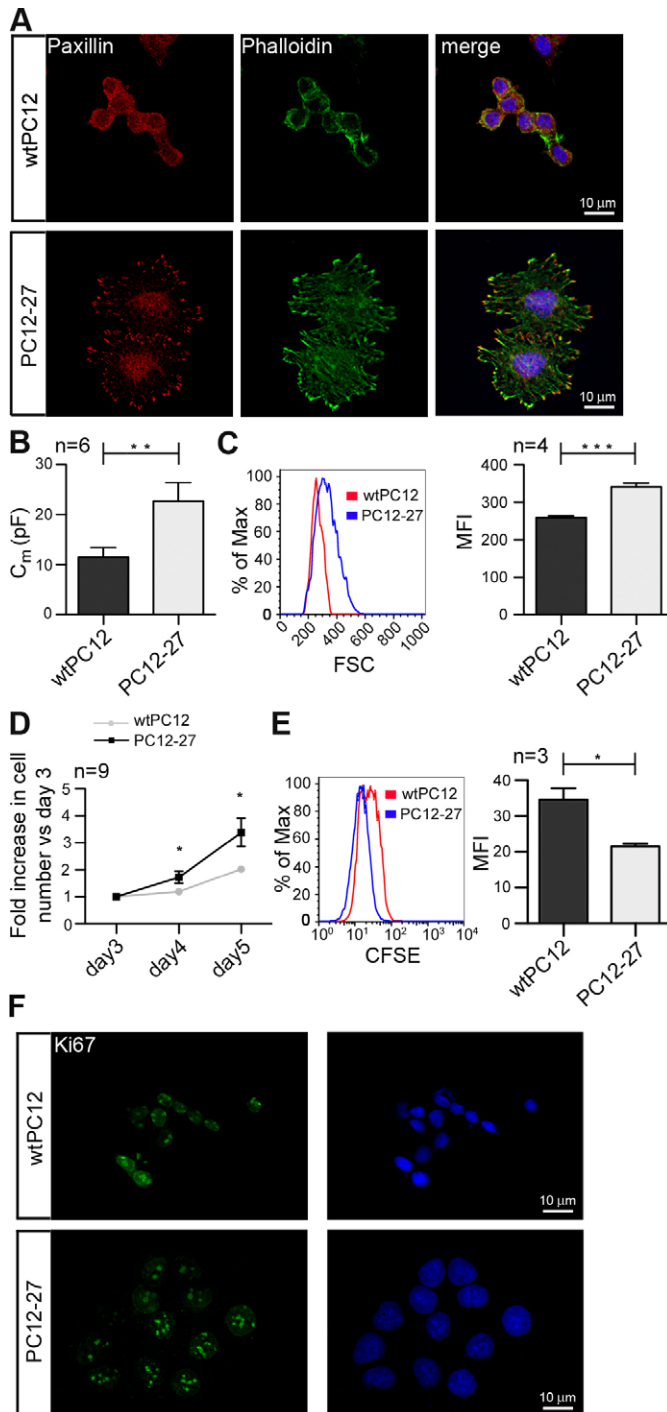 A
Paxillin
Phalloidin
merge
wtPC12
10 µm
PC12-27
10 µm
B
n=6
* *
30
20
10
0
Cm (pF)
wtPC12
PC12-27
C
100
80
60
40
20
0
% of Max
wtPC12
PC12-27
0
200
400
600
800
1000
FSC
n=4
* * *
400
300
200
100
0
MFI
wtPC12
PC12-27
D
wtPC12
PC12-27
n=9
5
4
3
2
1
0
Fold increase in cell
number vs day 3
*
*
day3
day4
day5
E
100
80
60
40
20
0
% of Max
wtPC12
PC12-27
10⁰
10¹
10²
10³
10⁴
CFSE
n=3
*
40
30
20
10
0
MFI
wtPC12
PC12-27
F
Ki67
wtPC12
10 µm
PC12-27
10 µm